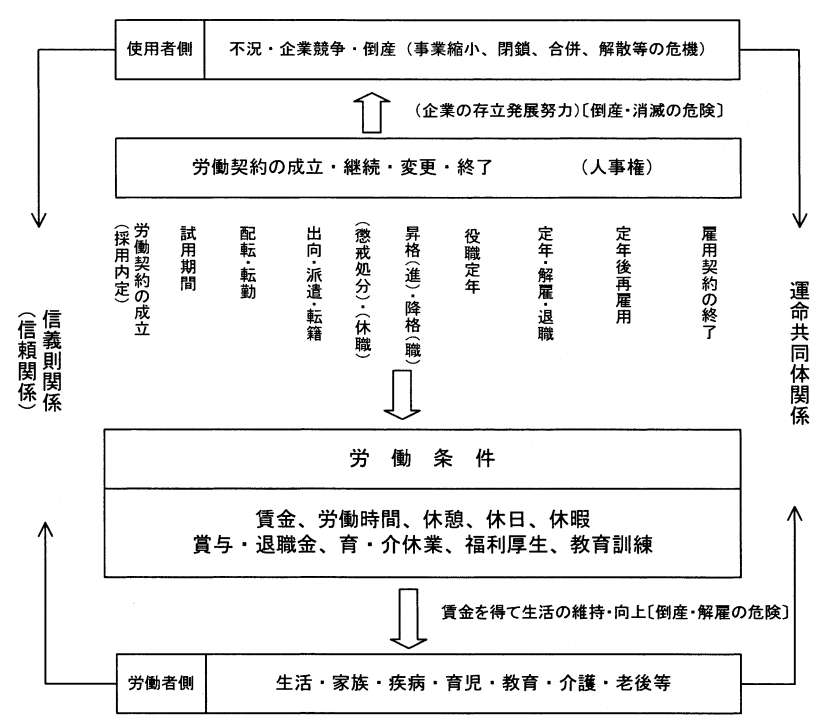 使用者側
不況・企業競争・倒産（事業縮小、閉鎖、合併、解散等の危機）
（企業の存立発展努力）〔倒産・消滅の危険〕
労働契約の成立・継続・変更・終了　（人事権）
労働契約の成立
（採用内定）
試用期間
配転・転勤
出向・派遣・転籍
（懲戒処分）・（休職）
昇格（進）・降格（職）
役職定年
定年・解雇・退職
定年後再雇用
雇用契約の終了
信義則関係
（信頼関係）
運命共同体関係
労働条件
賃金、労働時間、休憩、休日、休暇
賞与・退職金、育・介休業、福利厚生、教育訓練
賃金を得て生活の維持・向上〔倒産・解雇の危険〕
労働者側
生活・家族・疾病・育児・教育・介護・老後等